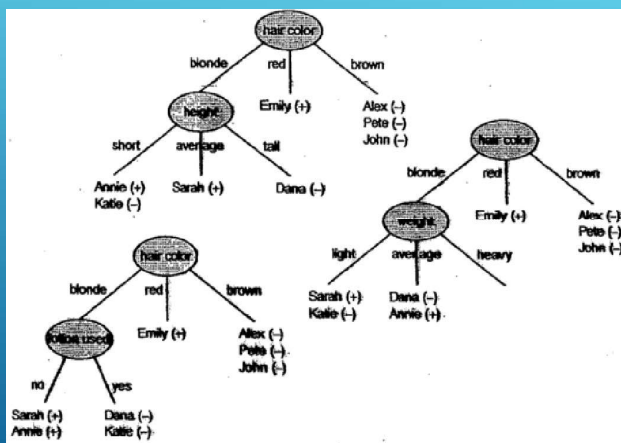 hair color
blonde red brown
height
Emily (+)
Alex (–)
Pete (–)
John (–)
short average tall
Annie (+)
Katie (–)
Sarah (+)
Dana (–)
hair color
blonde red brown
weight
Emily (+)
Alex (–)
Pete (–)
John (–)
light average heavy
Sarah (+)
Katie (–)
Dana (–)
Annie (+)
hair color
blonde red brown
lotion used
Emily (+)
Alex (–)
Pete (–)
John (–)
no yes
Sarah (+)
Annie (+)
Dana (–)
Katie (–)